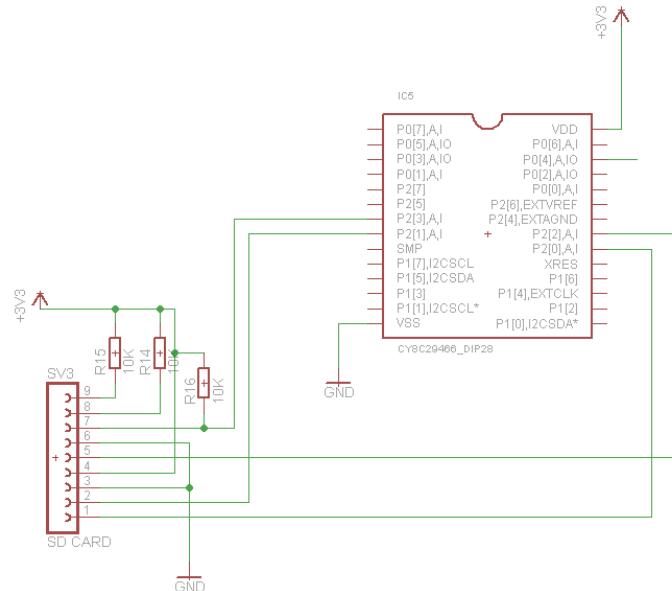 +3V3
IC5
P0[7],A,I VDD
P0[5],A,IO P0[6],A,I
P0[3],A,IO P0[4],A,IO
P0[1],A,I P0[2],A,IO
P2[7] P0[0],A,I
P2[5] P2[6],EXTVREF
P2[3],A,I P2[4],EXTAGND
P2[1],A,I P2[2],A,I
SMP P2[0],A,I
P1[7],I2CSCL XRES
P1[5],I2CSDA P1[6]
P1[3] P1[4],EXTCLK
P1[1],I2CSCL* P1[2]
VSS P1[0],I2CSDA*
CY8C29466_DIP28
GND
+3V3
R15
10K
R14
10K
R16
10K
SV3
9
8
7
6
5
4
3
2
1
SD CARD
GND